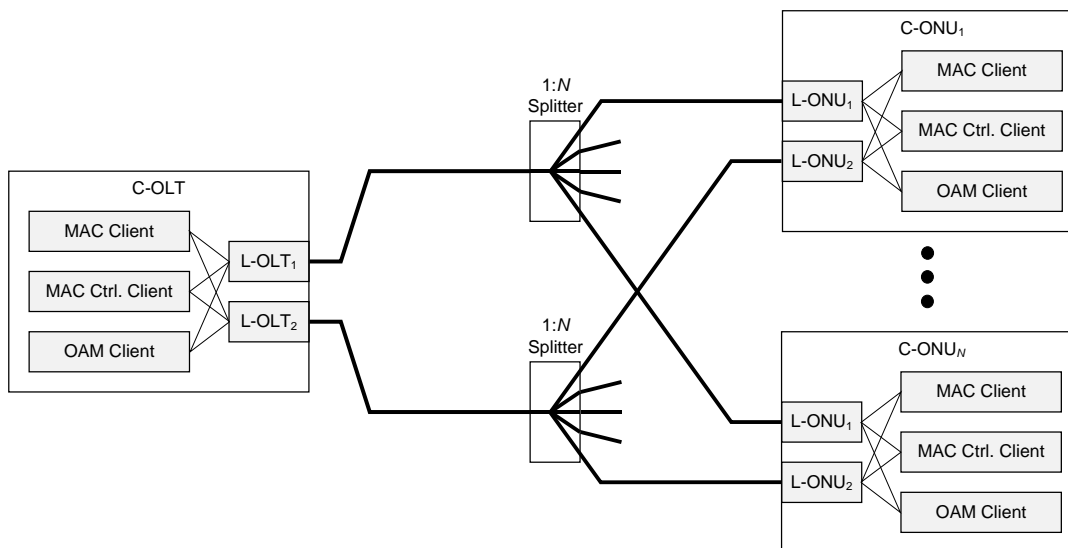 C-OLT
MAC Client
MAC Ctrl. Client
OAM Client
L-OLT₁
L-OLT₂
1:N
Splitter
1:N
Splitter
C-ONU₁
L-ONU₁
L-ONU₂
MAC Client
MAC Ctrl. Client
OAM Client
C-ONU_N
L-ONU₁
L-ONU₂
MAC Client
MAC Ctrl. Client
OAM Client